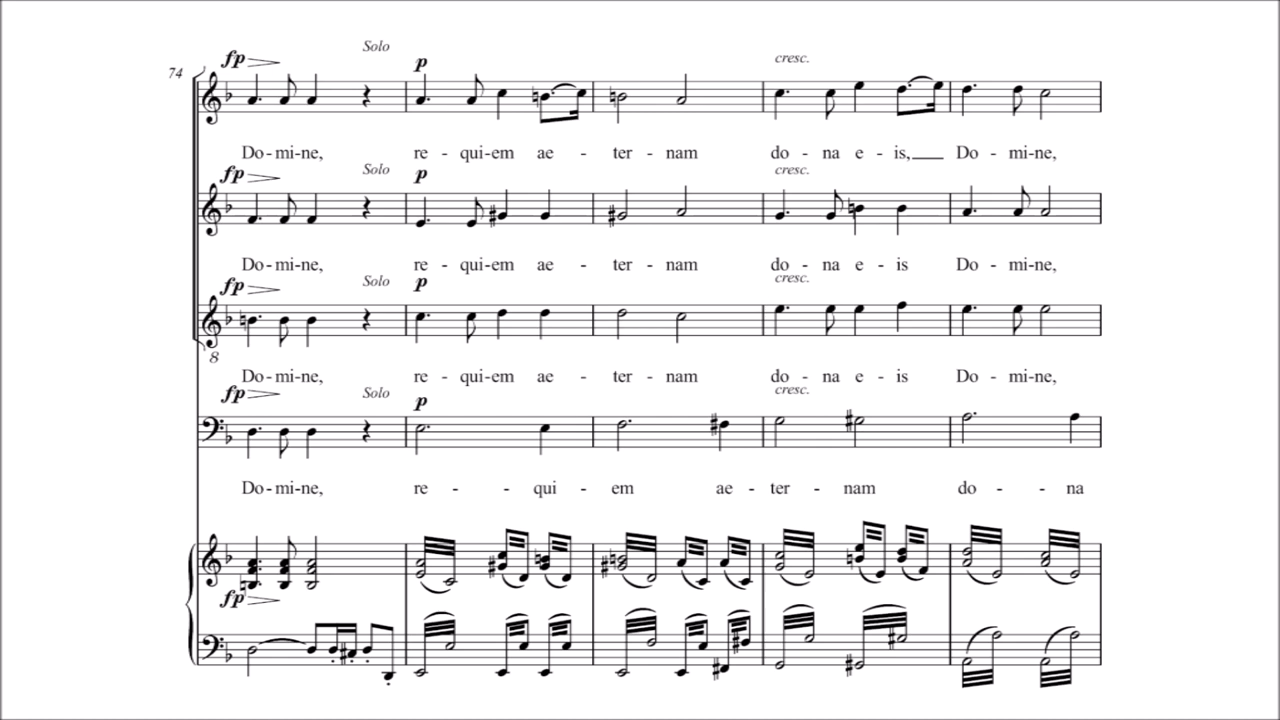 fp Solo p cresc.
74
Do-mi-ne, re-qui-em ae-ter-nam do-na e-is, Do-mi-ne,
fp Solo p cresc.
Do-mi-ne, re-qui-em ae-ter-nam do-na e-is Do-mi-ne,
fp Solo p cresc.
8
Do-mi-ne, re-qui-em ae-ter-nam do-na e-is Do-mi-ne,
fp Solo p cresc.
Do-mi-ne, re-qui-em ae-ter-nam do-na
fp